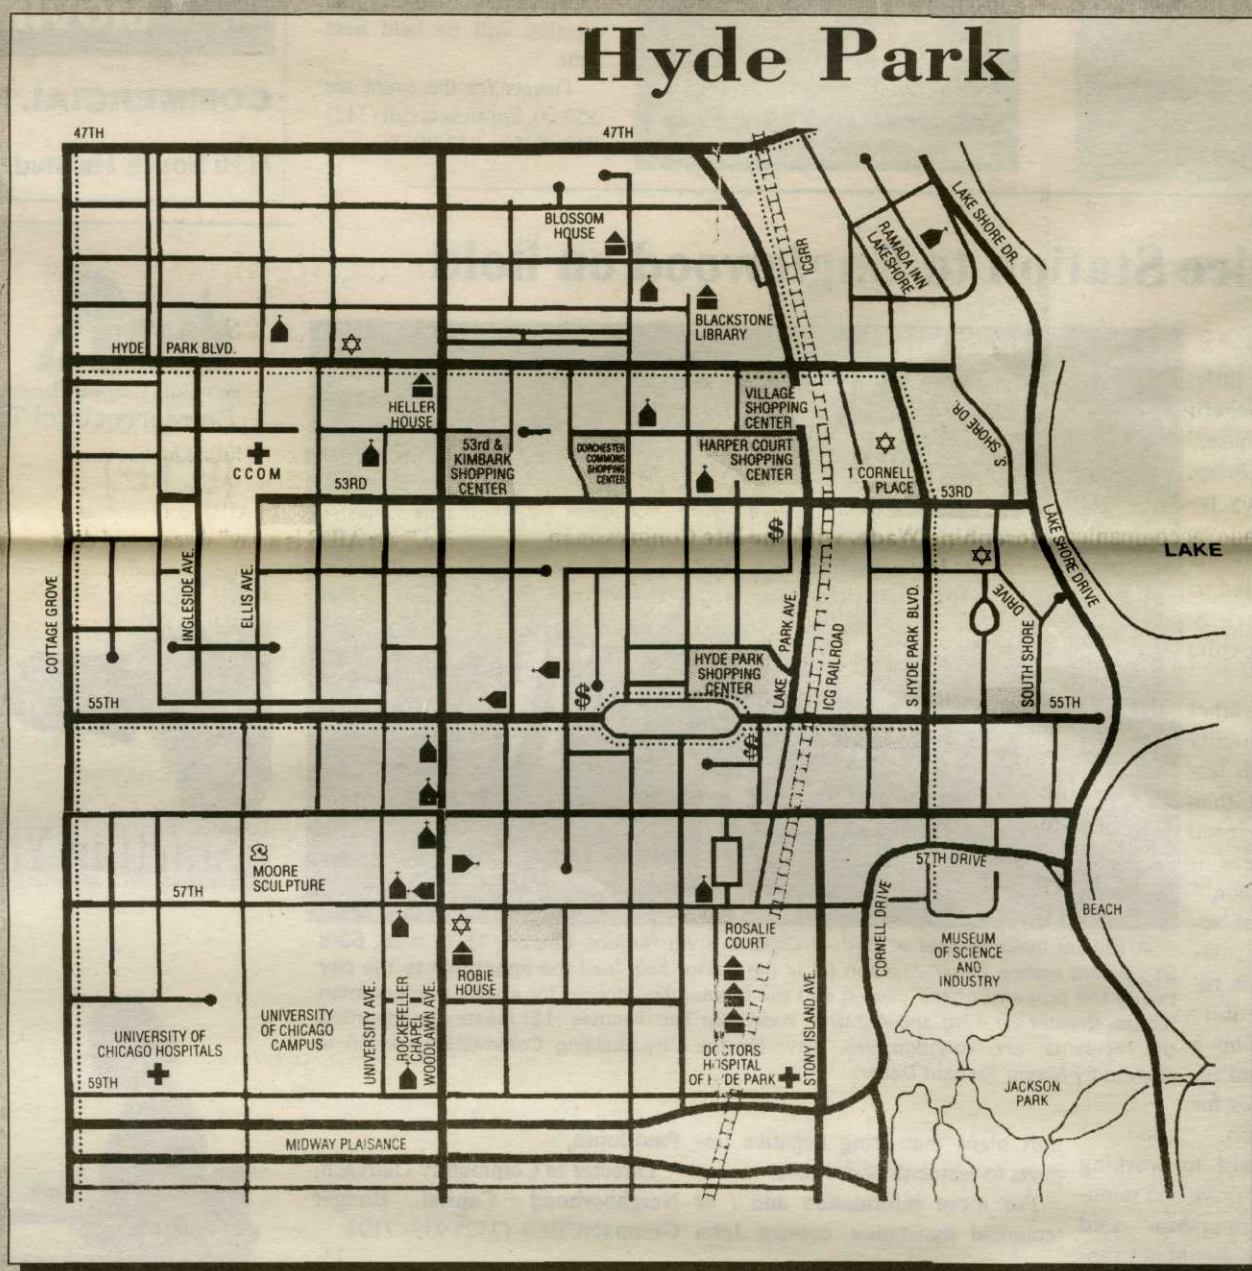 Hyde Park
47TH
47TH
BLOSSOM
HOUSE
ICGRR
RAMADA INN
LAKESHORE
LAKE SHORE DR.
BLACKSTONE
LIBRARY
HYDE PARK BLVD.
HELLER
HOUSE
VILLAGE
SHOPPING
CENTER
S. SHORE DR.
CCOM
53RD
53rd &
KIMBARK
SHOPPING
CENTER
DORCHESTER
COMMONS
SHOPPING
CENTER
HARPER COURT
SHOPPING
CENTER
1 CORNELL
PLACE
53RD
$
LAKE
COTTAGE GROVE
INGLESIDE AVE.
ELLIS AVE.
LAKE PARK AVE.
ICG RAILROAD
S HYDE PARK BLVD.
SOUTH SHORE DRIVE
LAKE SHORE DRIVE
HYDE PARK
SHOPPING
CENTER
55TH
$
55TH
$
MOORE
SCULPTURE
57TH
57TH DRIVE
CORNELL DRIVE
BEACH
ROSALIE
COURT
MUSEUM
OF SCIENCE
AND
INDUSTRY
ROBIE
HOUSE
UNIVERSITY OF
CHICAGO HOSPITALS
UNIVERSITY
OF CHICAGO
CAMPUS
UNIVERSITY AVE.
ROCKEFELLER
CHAPEL
WOODLAWN AVE.
DOCTORS
HOSPITAL
OF HYDE PARK
STONY ISLAND AVE.
59TH
JACKSON
PARK
MIDWAY PLAISANCE